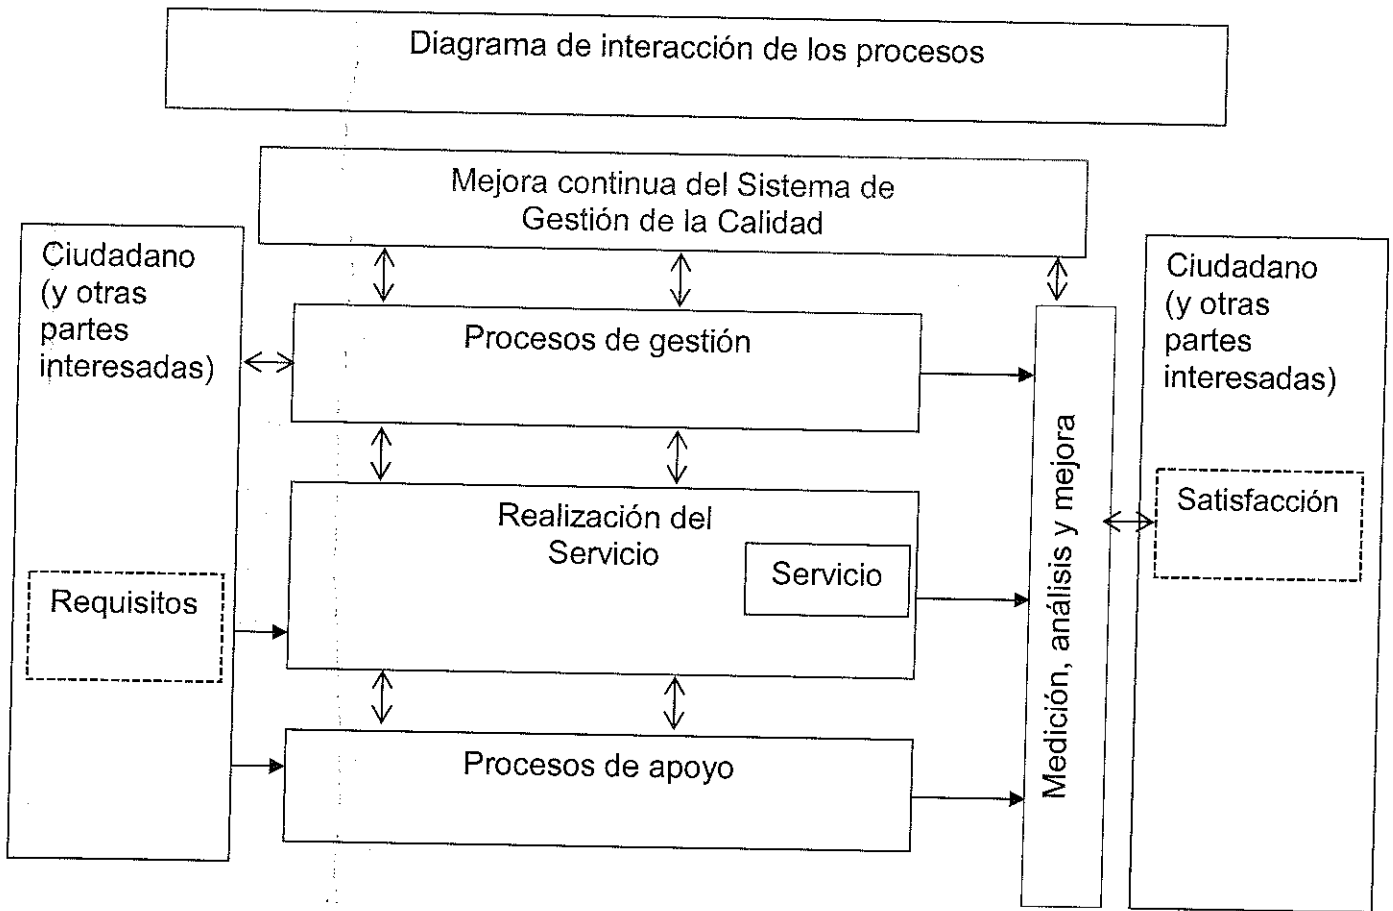 Diagrama de interacción de los procesos
Mejora continua del Sistema de
Gestión de la Calidad
Ciudadano
(y otras
partes
interesadas)
Requisitos
Procesos de gestión
Realización del
Servicio
Servicio
Procesos de apoyo
Medición, análisis y mejora
Ciudadano
(y otras
partes
interesadas)
Satisfacción